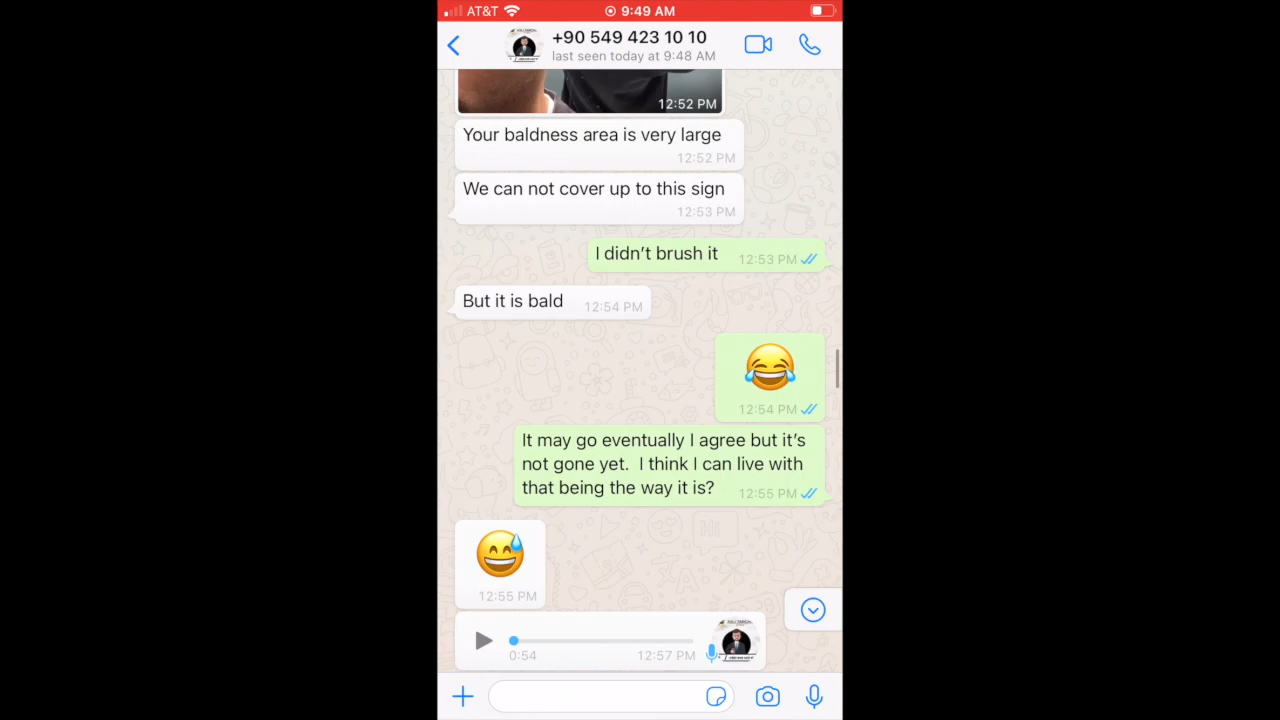 AT&T 9:49 AM
+90 549 423 10 10
last seen today at 9:48 AM
12:52 PM
Your baldness area is very large
12:52 PM
We can not cover up to this sign
12:53 PM
I didn't brush it 12:53 PM
But it is bald 12:54 PM
12:54 PM
It may go eventually I agree but it's
not gone yet.  I think I can live with
that being the way it is? 12:55 PM
12:55 PM
0:54 12:57 PM